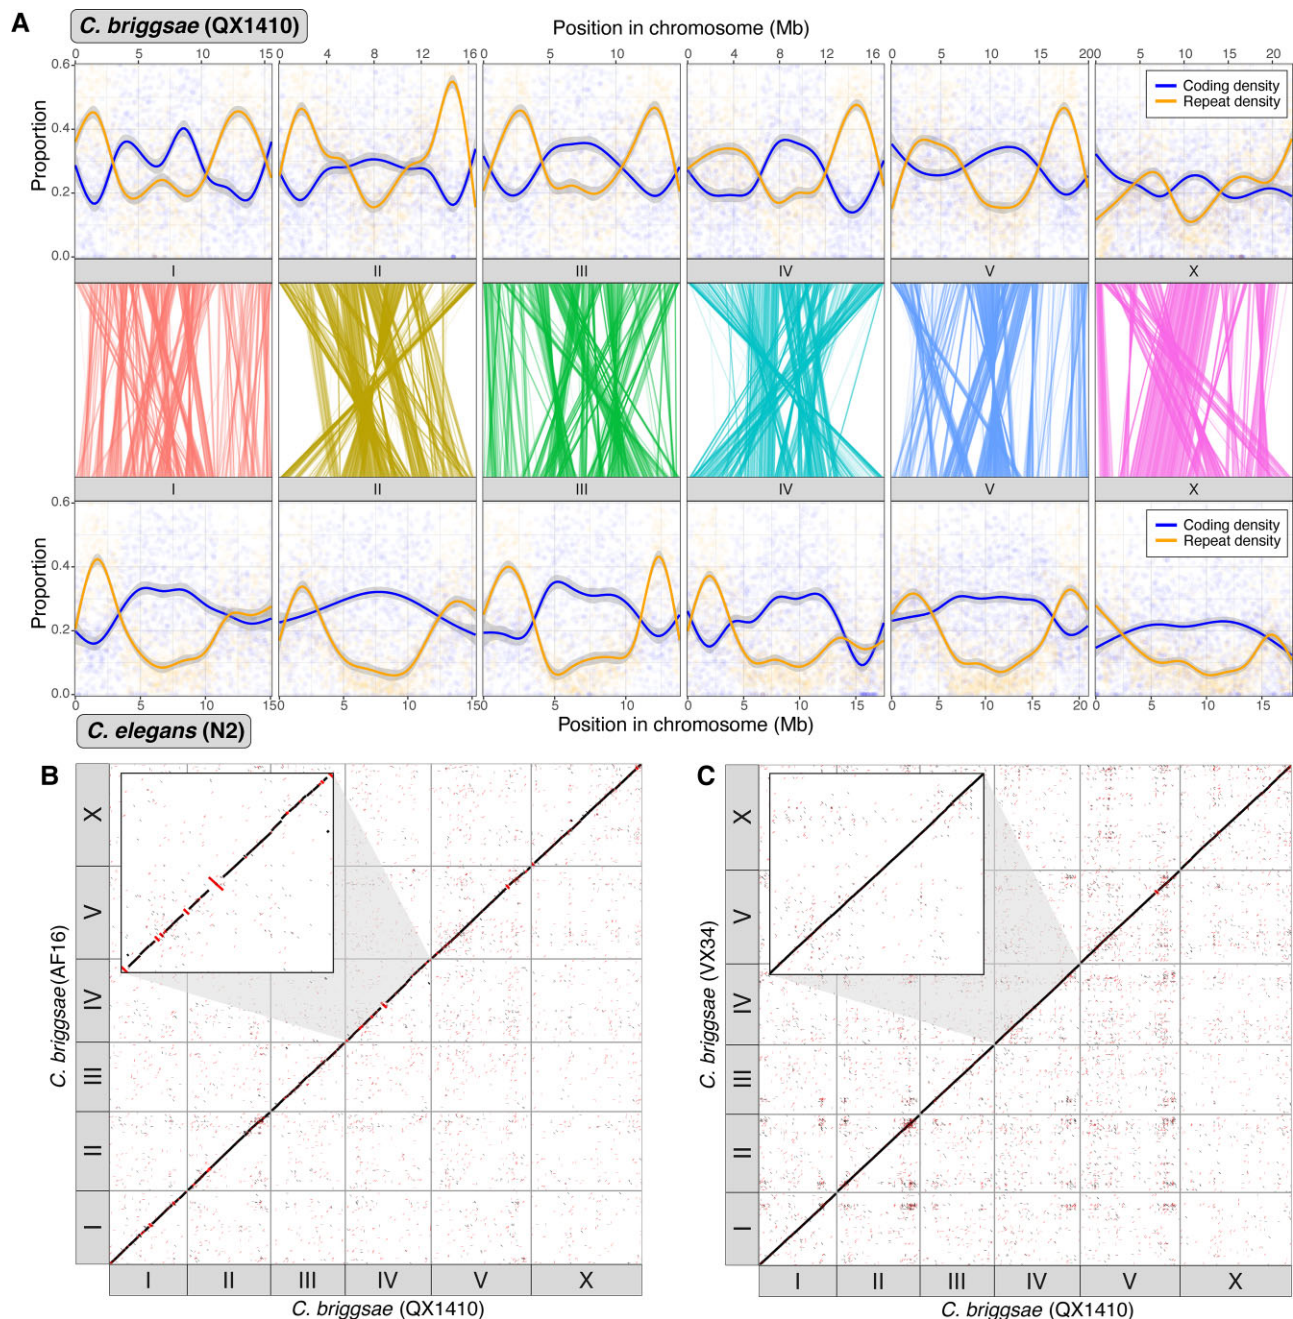 A
C. briggsae (QX1410)
Position in chromosome (Mb)
0 5 10 15 0 4 8 12 16 0 5 10 0 4 8 12 16 0 5 10 15 20 0 5 10 15 20
0.6
0.4
0.2
0.0
Proportion
Coding density
Repeat density
I II III IV V X
I II III IV V X
0.6
0.4
0.2
0.0
Proportion
Coding density
Repeat density
0 5 10 15 0 5 10 15 0 5 10 0 5 10 15 0 5 10 15 20 0 5 10 15
C. elegans (N2)
Position in chromosome (Mb)
B
X
V
IV
III
II
I
C. briggsae (AF16)
I II III IV V X
C. briggsae (QX1410)
C
X
V
IV
III
II
I
C. briggsae (VX34)
I II III IV V X
C. briggsae (QX1410)